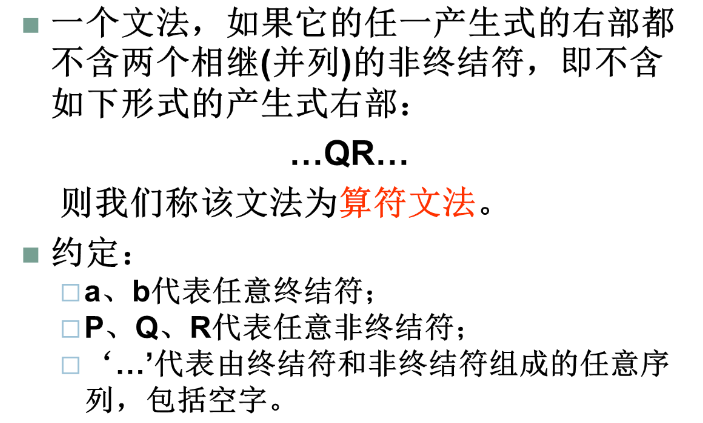 一个文法，如果它的任一产生式的右部都
不含两个相继(并列)的非终结符，即不含
如下形式的产生式右部：
…QR…
则我们称该文法为算符文法。
约定：
a、b代表任意终结符；
P、Q、R代表任意非终结符；
‘…’代表由终结符和非终结符组成的任意序
列，包括空字。